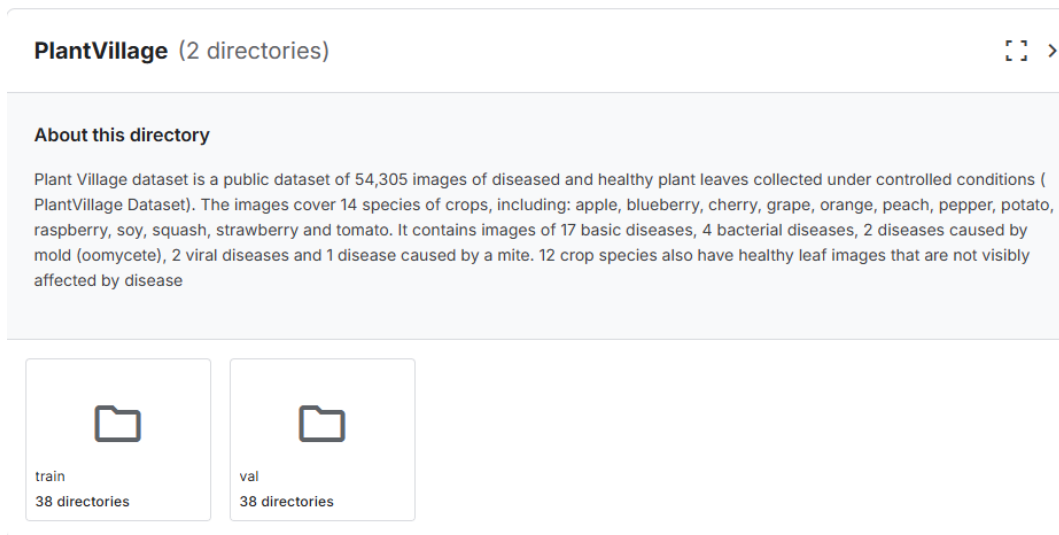 PlantVillage (2 directories)
About this directory
Plant Village dataset is a public dataset of 54,305 images of diseased and healthy plant leaves collected under controlled conditions (
PlantVillage Dataset). The images cover 14 species of crops, including: apple, blueberry, cherry, grape, orange, peach, pepper, potato,
raspberry, soy, squash, strawberry and tomato. It contains images of 17 basic diseases, 4 bacterial diseases, 2 diseases caused by
mold (oomycete), 2 viral diseases and 1 disease caused by a mite. 12 crop species also have healthy leaf images that are not visibly
affected by disease
train
38 directories
val
38 directories